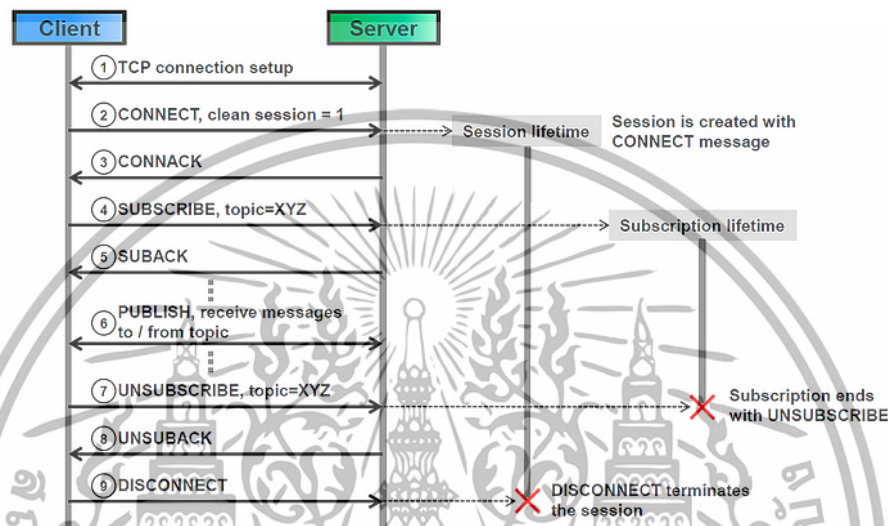 Client
Server
① TCP connection setup
② CONNECT, clean session = 1
Session lifetime
Session is created with
CONNECT message
③ CONNACK
④ SUBSCRIBE, topic=XYZ
Subscription lifetime
⑤ SUBACK
⑥ PUBLISH, receive messages
to / from topic
⑦ UNSUBSCRIBE, topic=XYZ
Subscription ends
with UNSUBSCRIBE
⑧ UNSUBACK
⑨ DISCONNECT
DISCONNECT terminates
the session